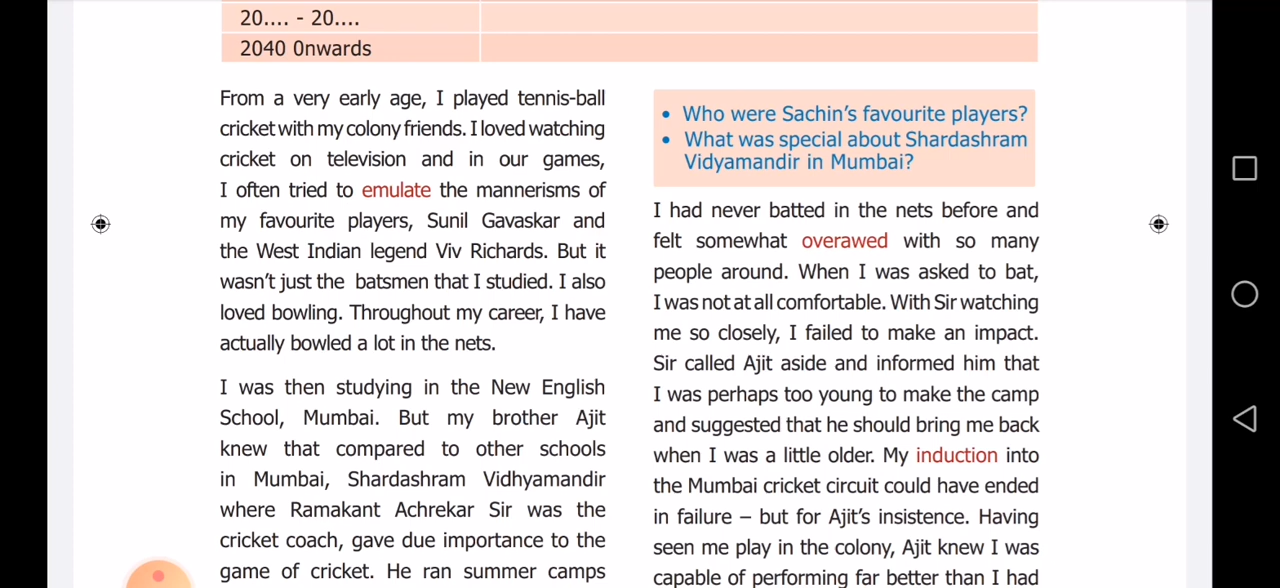 20.... - 20....
2040 0nwards
From a very early age, I played tennis-ball
cricket with my colony friends. I loved watching
cricket on television and in our games,
I often tried to emulate the mannerisms of
my favourite players, Sunil Gavaskar and
the West Indian legend Viv Richards. But it
wasn't just the batsmen that I studied. I also
loved bowling. Throughout my career, I have
actually bowled a lot in the nets.
I was then studying in the New English
School, Mumbai. But my brother Ajit
knew that compared to other schools
in Mumbai, Shardashram Vidhyamandir
where Ramakant Achrekar Sir was the
cricket coach, gave due importance to the
game of cricket. He ran summer camps
• Who were Sachin's favourite players?
• What was special about Shardashram
Vidyamandir in Mumbai?
I had never batted in the nets before and
felt somewhat overawed with so many
people around. When I was asked to bat,
I was not at all comfortable. With Sir watching
me so closely, I failed to make an impact.
Sir called Ajit aside and informed him that
I was perhaps too young to make the camp
and suggested that he should bring me back
when I was a little older. My induction into
the Mumbai cricket circuit could have ended
in failure – but for Ajit's insistence. Having
seen me play in the colony, Ajit knew I was
capable of performing far better than I had